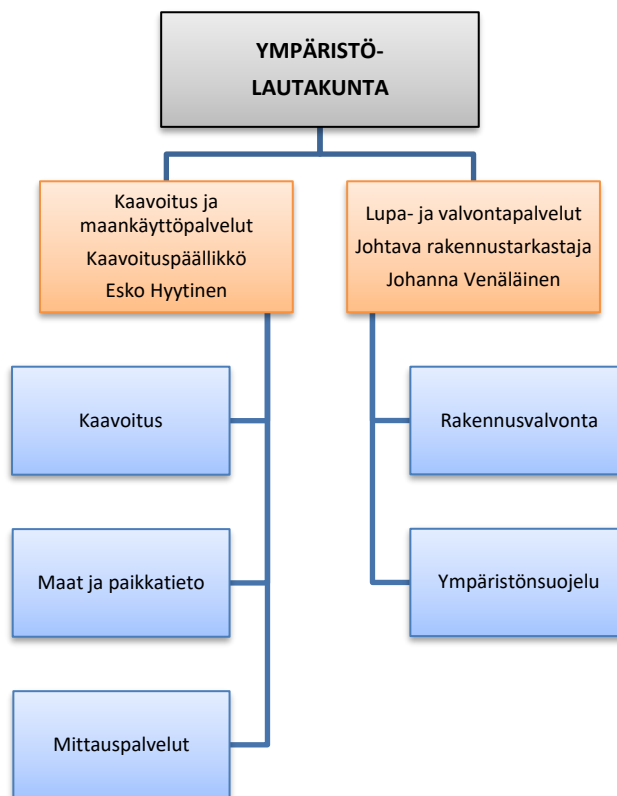 YMPÄRISTÖ-
LAUTAKUNTA
Kaavoitus ja
maankäyttöpalvelut
Kaavoituspäällikkö
Esko Hyytinen
Lupa- ja valvontapalvelut
Johtava rakennustarkastaja
Johanna Venäläinen
Kaavoitus
Rakennusvalvonta
Maat ja paikkatieto
Ympäristönsuojelu
Mittauspalvelut